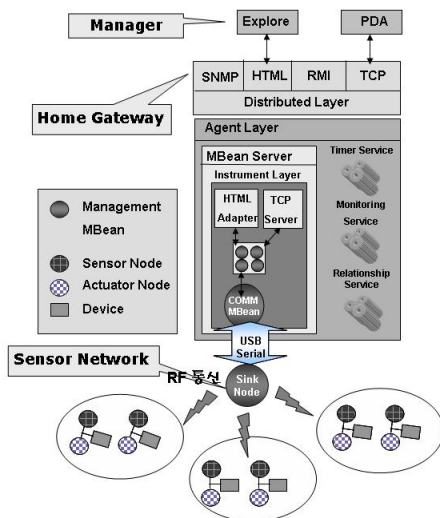 Manager
Explore
PDA
SNMP
HTML
RMI
TCP
Home Gateway
Distributed Layer
Agent Layer
MBean Server
Instrument Layer
HTML
Adapter
TCP
Server
COMM
MBean
Timer Service
Monitoring
Service
Relationship
Service
Management
MBean
Sensor Node
Actuator Node
Device
USB
Serial
Sensor Network
RF 통신
Sink
Node